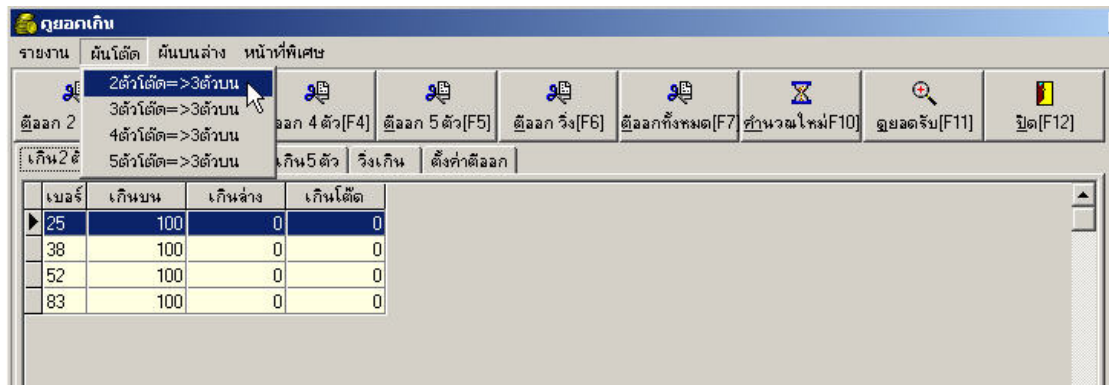 ดูยอดเกิน
รายงาน ผันโต๊ด ผันบนล่าง หน้าที่พิเศษ
2ตัวโต๊ด=>3ตัวบน
3ตัวโต๊ด=>3ตัวบน
4ตัวโต๊ด=>3ตัวบน
5ตัวโต๊ด=>3ตัวบน
ตีออก 2 ออก 4 ตัว[F4] ตีออก 5 ตัว[F5] ตีออก วิ่ง[F6] ตีออกทั้งหมด[F7] คำนวณใหม่F10] ดูยอดรับ[F11] ปิด[F12]
เกิน2ตั เกิน5ตัว วิ่งเกิน ตั้งค่าตีออก
เบอร์ เกินบน เกินล่าง เกินโต๊ด
25 100 0 0
38 100 0 0
52 100 0 0
83 100 0 0